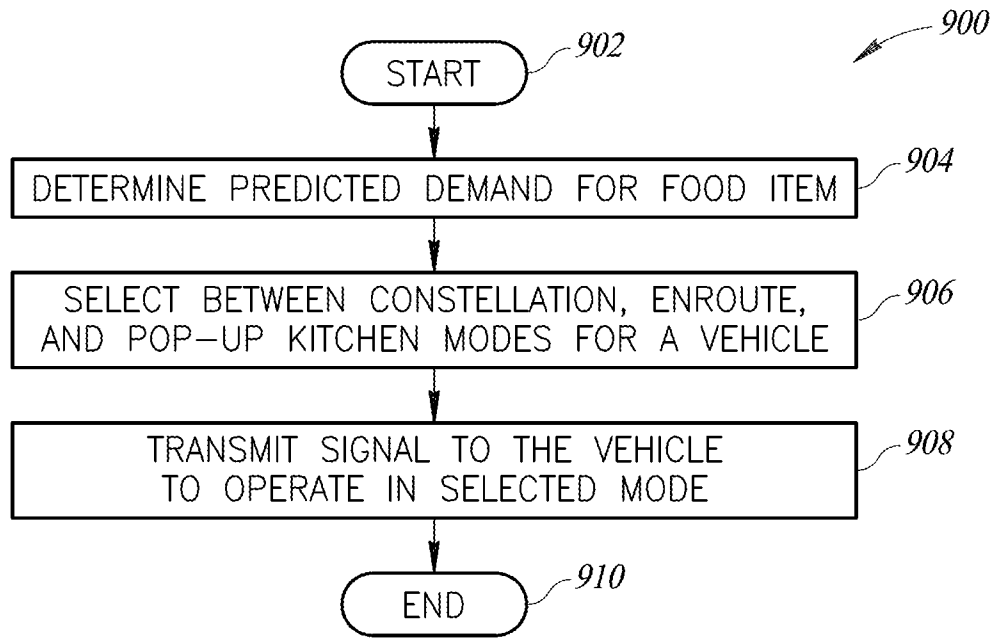 900
START
902
DETERMINE PREDICTED DEMAND FOR FOOD ITEM
904
SELECT BETWEEN CONSTELLATION, ENROUTE,
AND POP-UP KITCHEN MODES FOR A VEHICLE
906
TRANSMIT SIGNAL TO THE VEHICLE
TO OPERATE IN SELECTED MODE
908
END
910